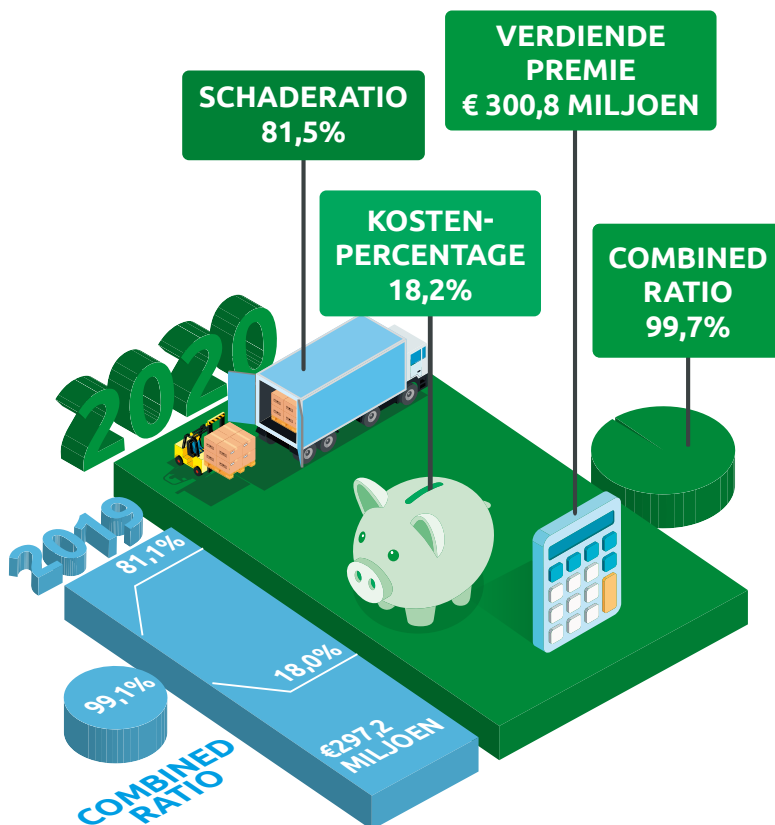 VERDIENDE
PREMIE
€ 300,8 MILJOEN
SCHADERATIO
81,5%
KOSTEN-
PERCENTAGE
18,2%
COMBINED
RATIO
99,7%
2020
2019
81,1%
18,0%
99,1%
€297,2
MILJOEN
COMBINED
RATIO